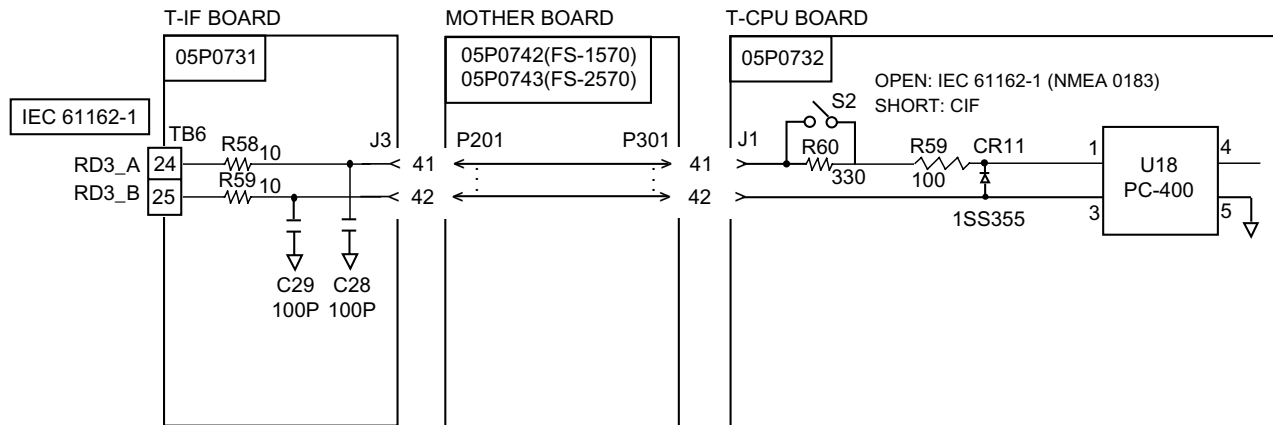 T-IF BOARD
MOTHER BOARD
T-CPU BOARD
05P0731
05P0742(FS-1570)
05P0743(FS-2570)
05P0732
OPEN: IEC 61162-1 (NMEA 0183)
SHORT: CIF
IEC 61162-1
TB6
R58
10
J3
P201
P301
J1
S2
R60
330
R59
100
CR11
1
U18
PC-400
4
RD3_A
24
41
41
RD3_B
25
R59
10
42
42
1SS355
3
5
C29
100P
C28
100P